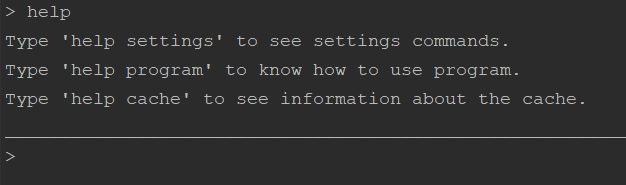 > help
Type 'help settings' to see settings commands.
Type 'help program' to know how to use program.
Type 'help cache' to see information about the cache.
>